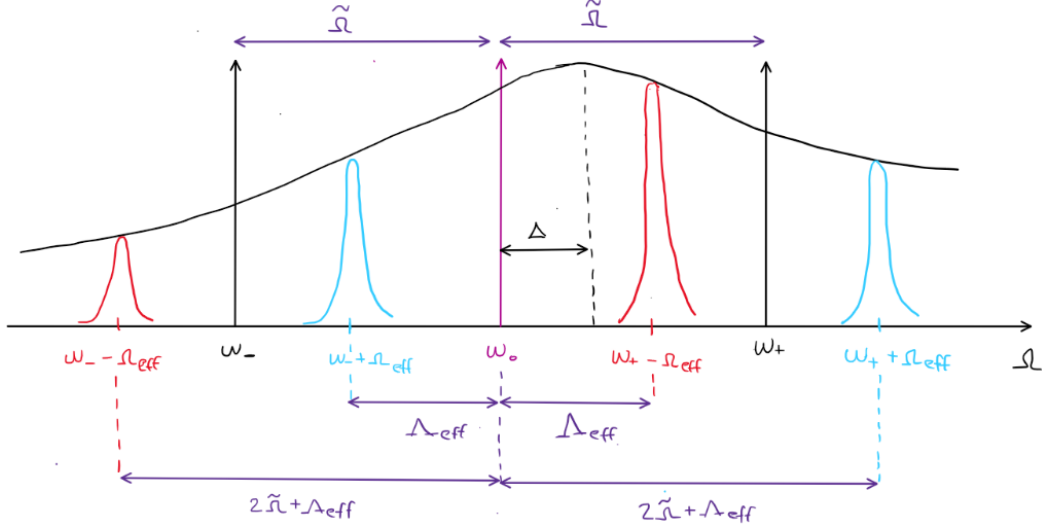 Ω̃ Ω̃
Δ
ω₋ - Ω_eff ω₋ ω₋ + Ω_eff ω₀ ω₊ - Ω_eff ω₊ ω₊ + Ω_eff Ω
Λ_eff Λ_eff
2Ω̃ + Λ_eff 2Ω̃ + Λ_eff